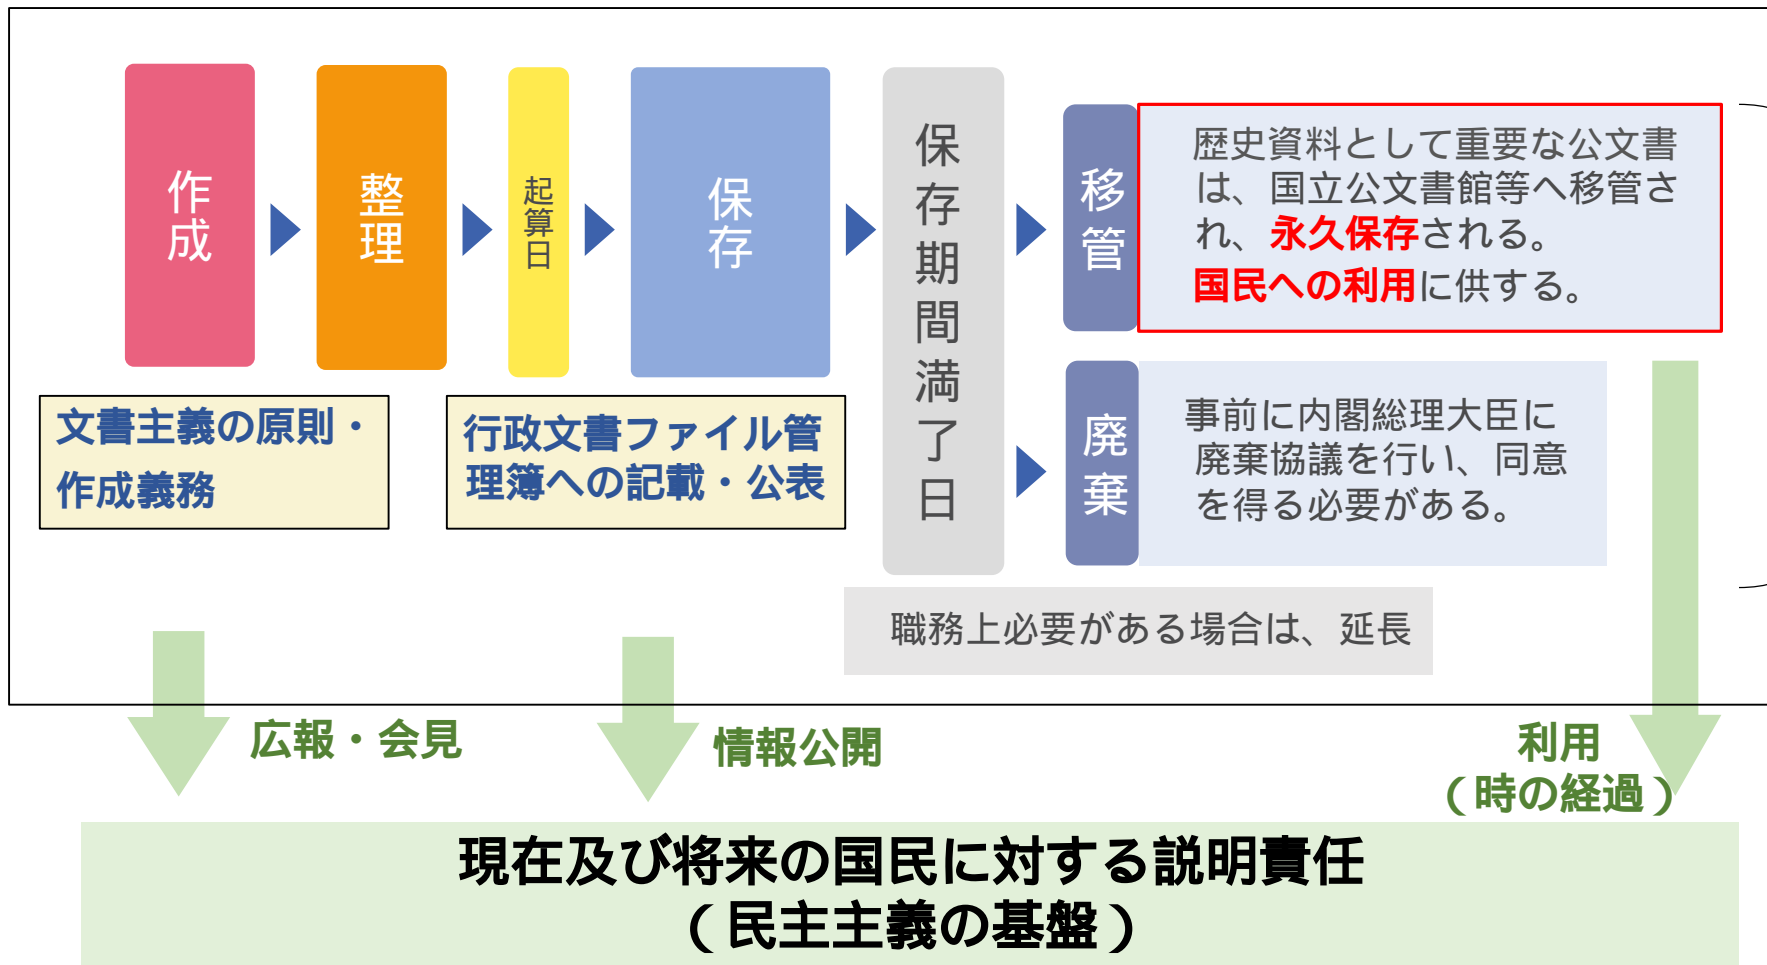 作成
整理
起算日
保存
保存期間満了日
移管
歴史資料として重要な公文書
は、国立公文書館等へ移管さ
れ、永久保存される。
国民への利用に供する。
廃棄
事前に内閣総理大臣に
廃棄協議を行い、同意
を得る必要がある。
文書主義の原則・
作成義務
行政文書ファイル管
理簿への記載・公表
職務上必要がある場合は、延長
広報・会見
情報公開
利用
(時の経過)
現在及び将来の国民に対する説明責任
(民主主義の基盤)